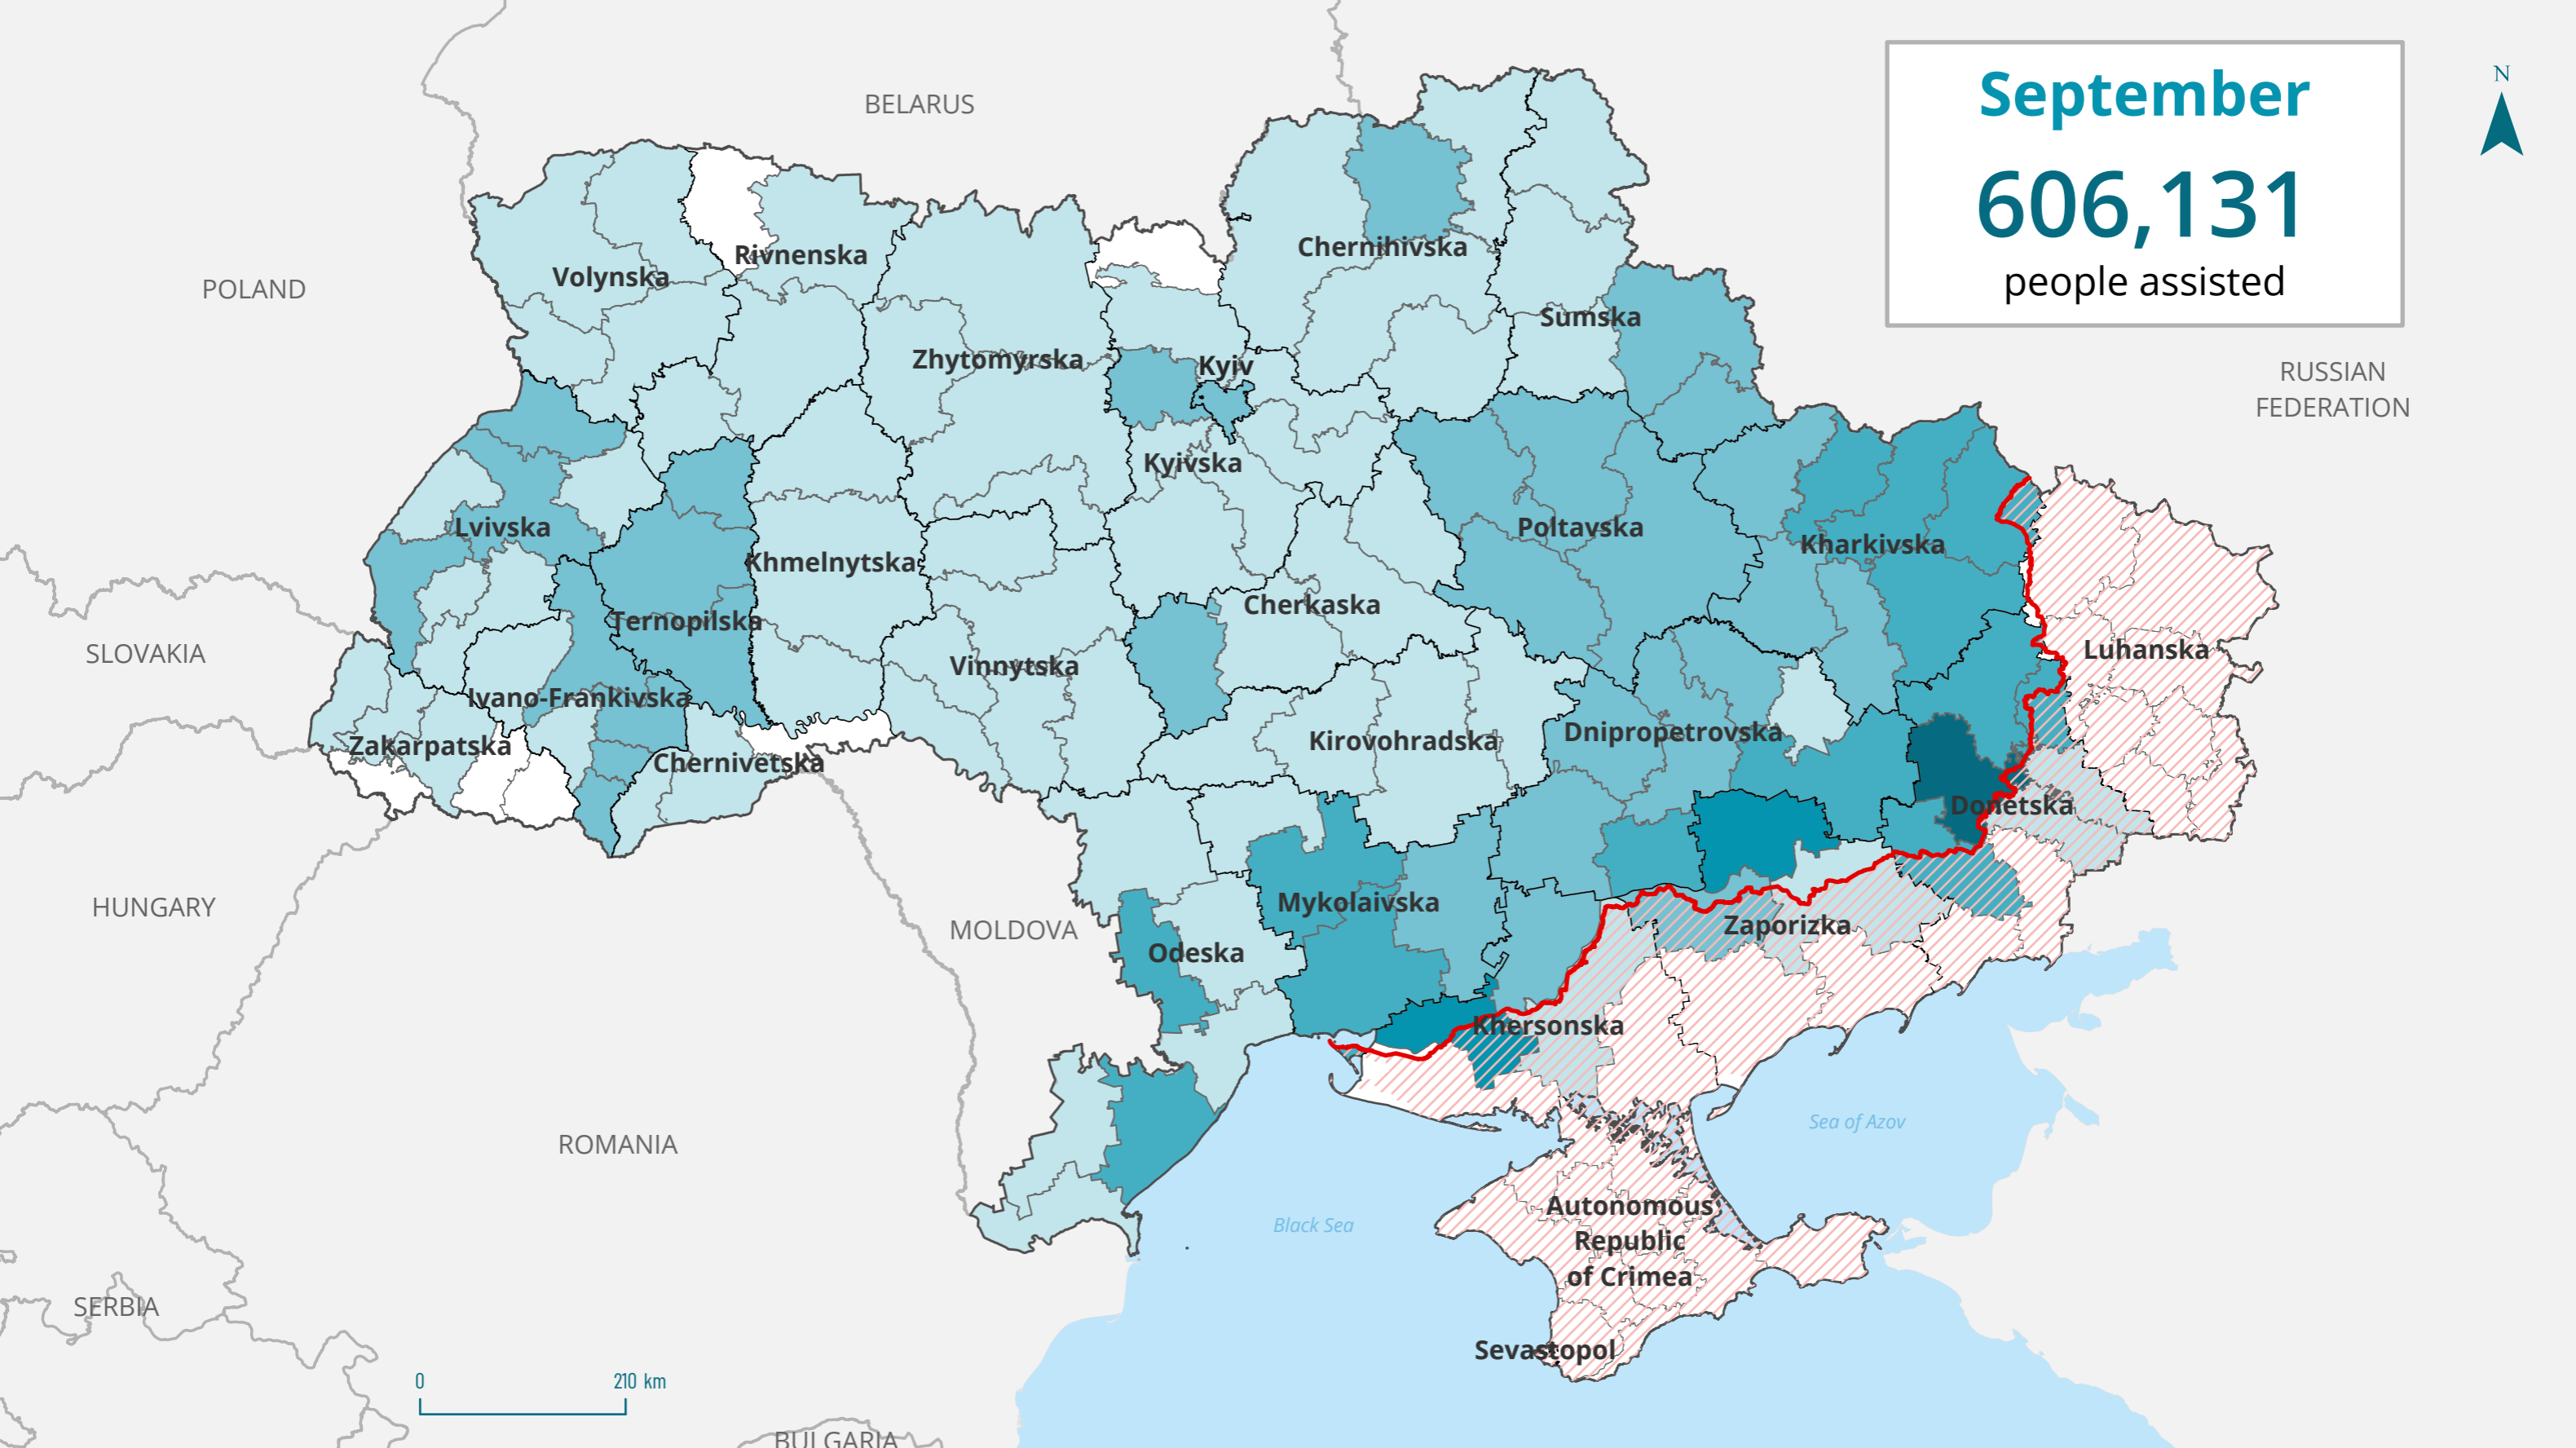 September
606,131
people assisted
N
BELARUS
POLAND
RUSSIAN
FEDERATION
SLOVAKIA
HUNGARY
MOLDOVA
ROMANIA
SERBIA
BULGARIA
Volynska
Rivnenska
Zhytomyrska
Kyiv
Kyivska
Chernihivska
Sumska
Lvivska
Ternopilska
Khmelnytska
Vinnytska
Cherkaska
Poltavska
Kharkivska
Luhanska
Ivano-Frankivska
Zakarpatska
Chernivetska
Kirovohradska
Dnipropetrovska
Donetska
Odeska
Mykolaivska
Zaporizka
Khersonska
Autonomous
Republic
of Crimea
Sevastopol
Black Sea
Sea of Azov
0 210 km